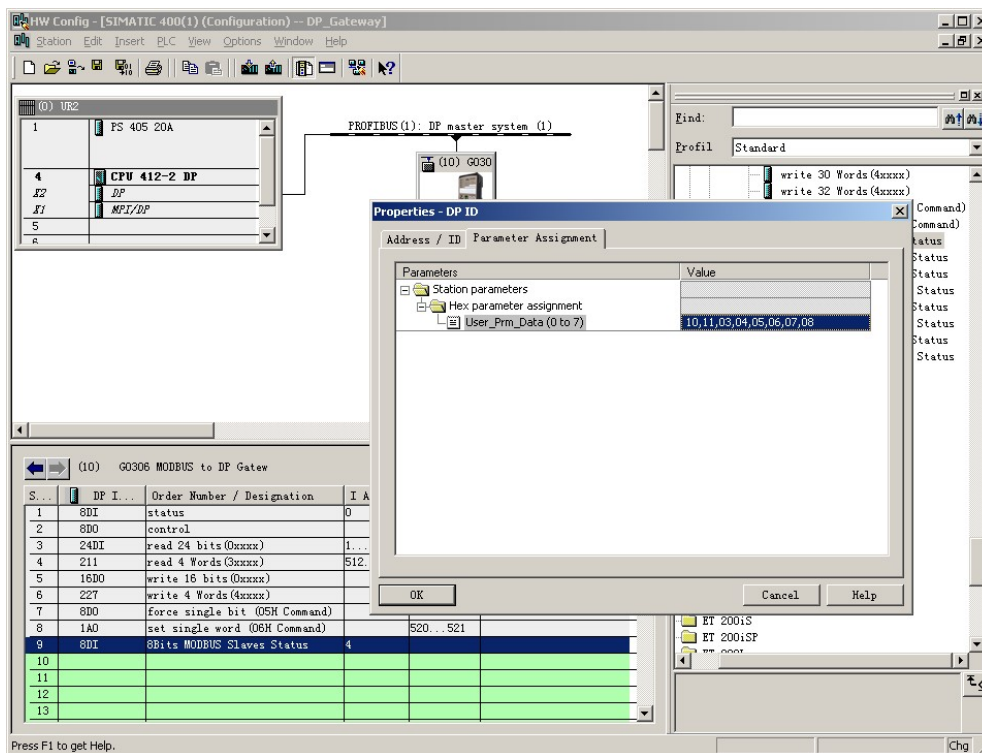 HW Config - [SIMATIC 400(1) (Configuration) -- DP_Gateway]
Station Edit Insert PLC View Options Window Help
(0) UR2
1 PS 405 20A
4 CPU 412-2 DP
X2 DP
X1 MPI/DP
5
6
PROFIBUS(1): DP master system (1)
(10) G030
Find:
Profil Standard
write 30 Words(4xxxx)
write 32 Words(4xxxx)
Command)
Command)
tatus
Status
Status
Status
Status
Status
Status
Status
ET 200iS
ET 200iSP
Properties - DP ID
Address / ID Parameter Assignment
Parameters Value
Station parameters
Hex parameter assignment
User_Prm_Data (0 to 7) 10,11,03,04,05,06,07,08
OK Cancel Help
(10) G0306 MODBUS to DP Gatew
S... DP I... Order Number / Designation I A
1 8DI status 0
2 8DO control
3 24DI read 24 bits(0xxxx) 1...
4 211 read 4 Words(3xxxx) 512.
5 16DO write 16 bits(0xxxx)
6 227 write 4 Words(4xxxx)
7 8DO force single bit (05H Command)
8 1AO set single word (06H Command) 520...521
9 8DI 8Bits MODBUS Slaves Status 4
10
11
12
13
Press F1 to get Help. Chg